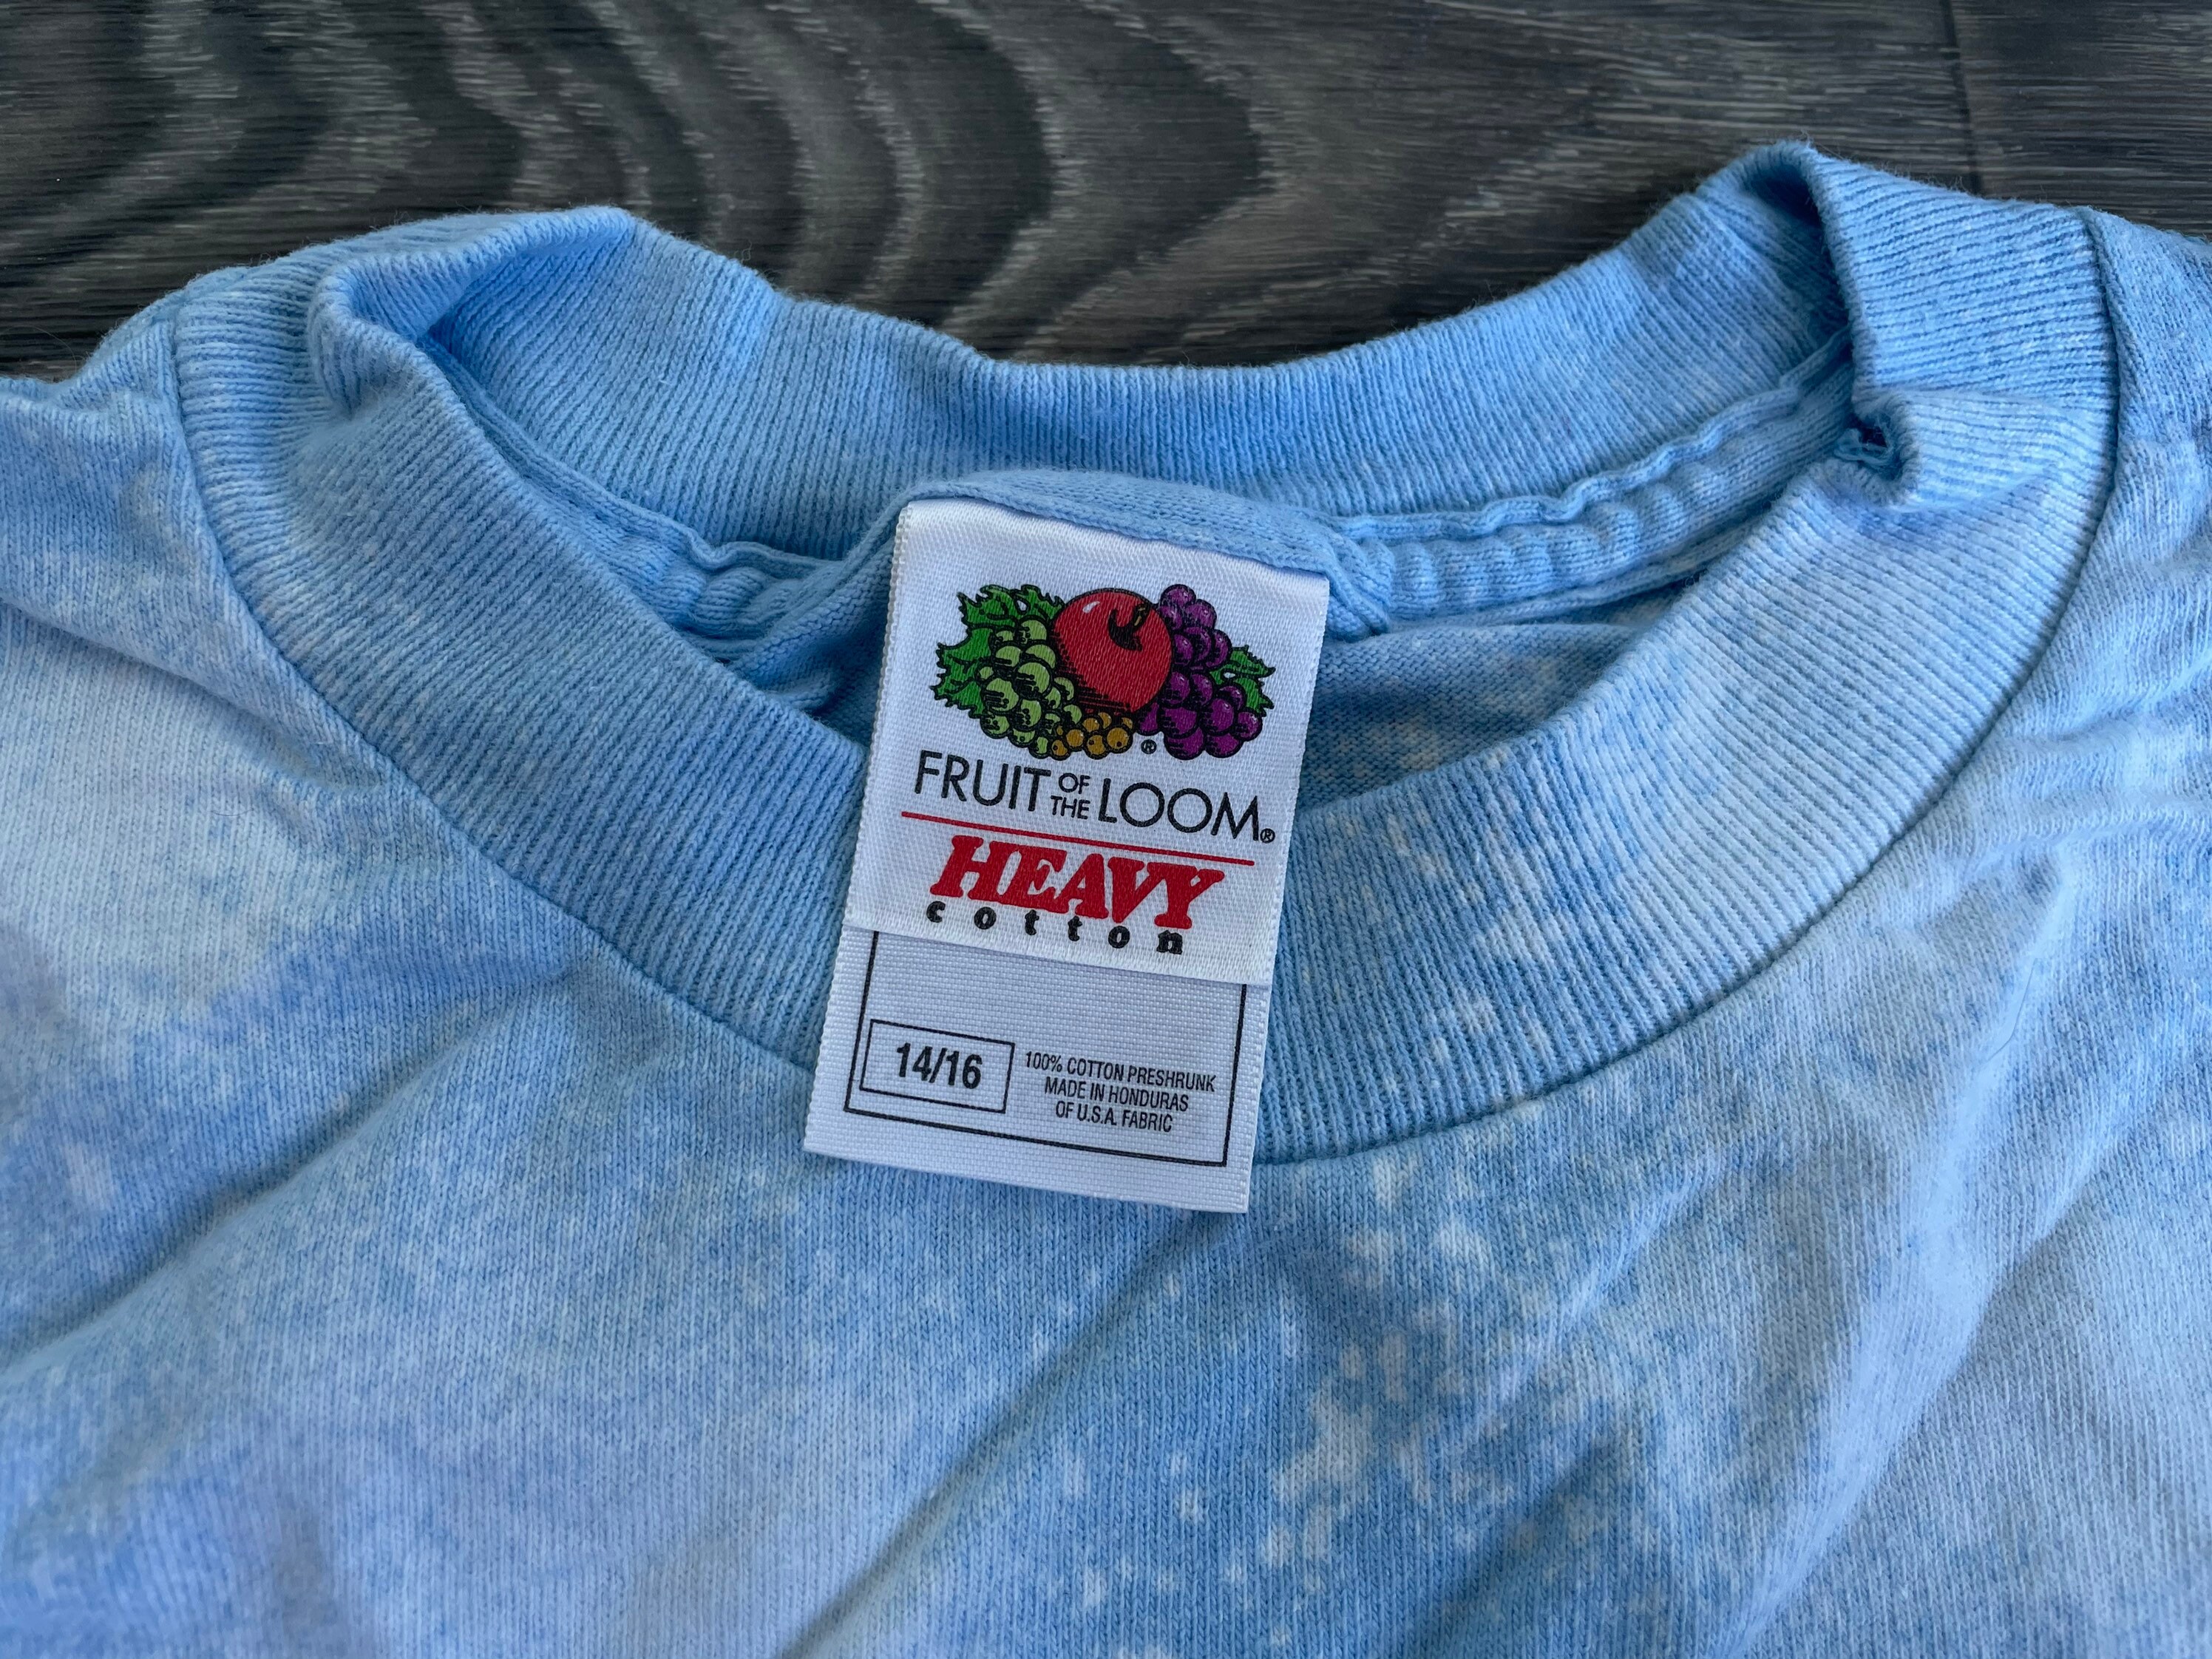 ®
FRUIT OF THE LOOM®
HEAVY
cotton
14/16
100% COTTON PRESHRUNK
MADE IN HONDURAS
OF U.S.A. FABRIC